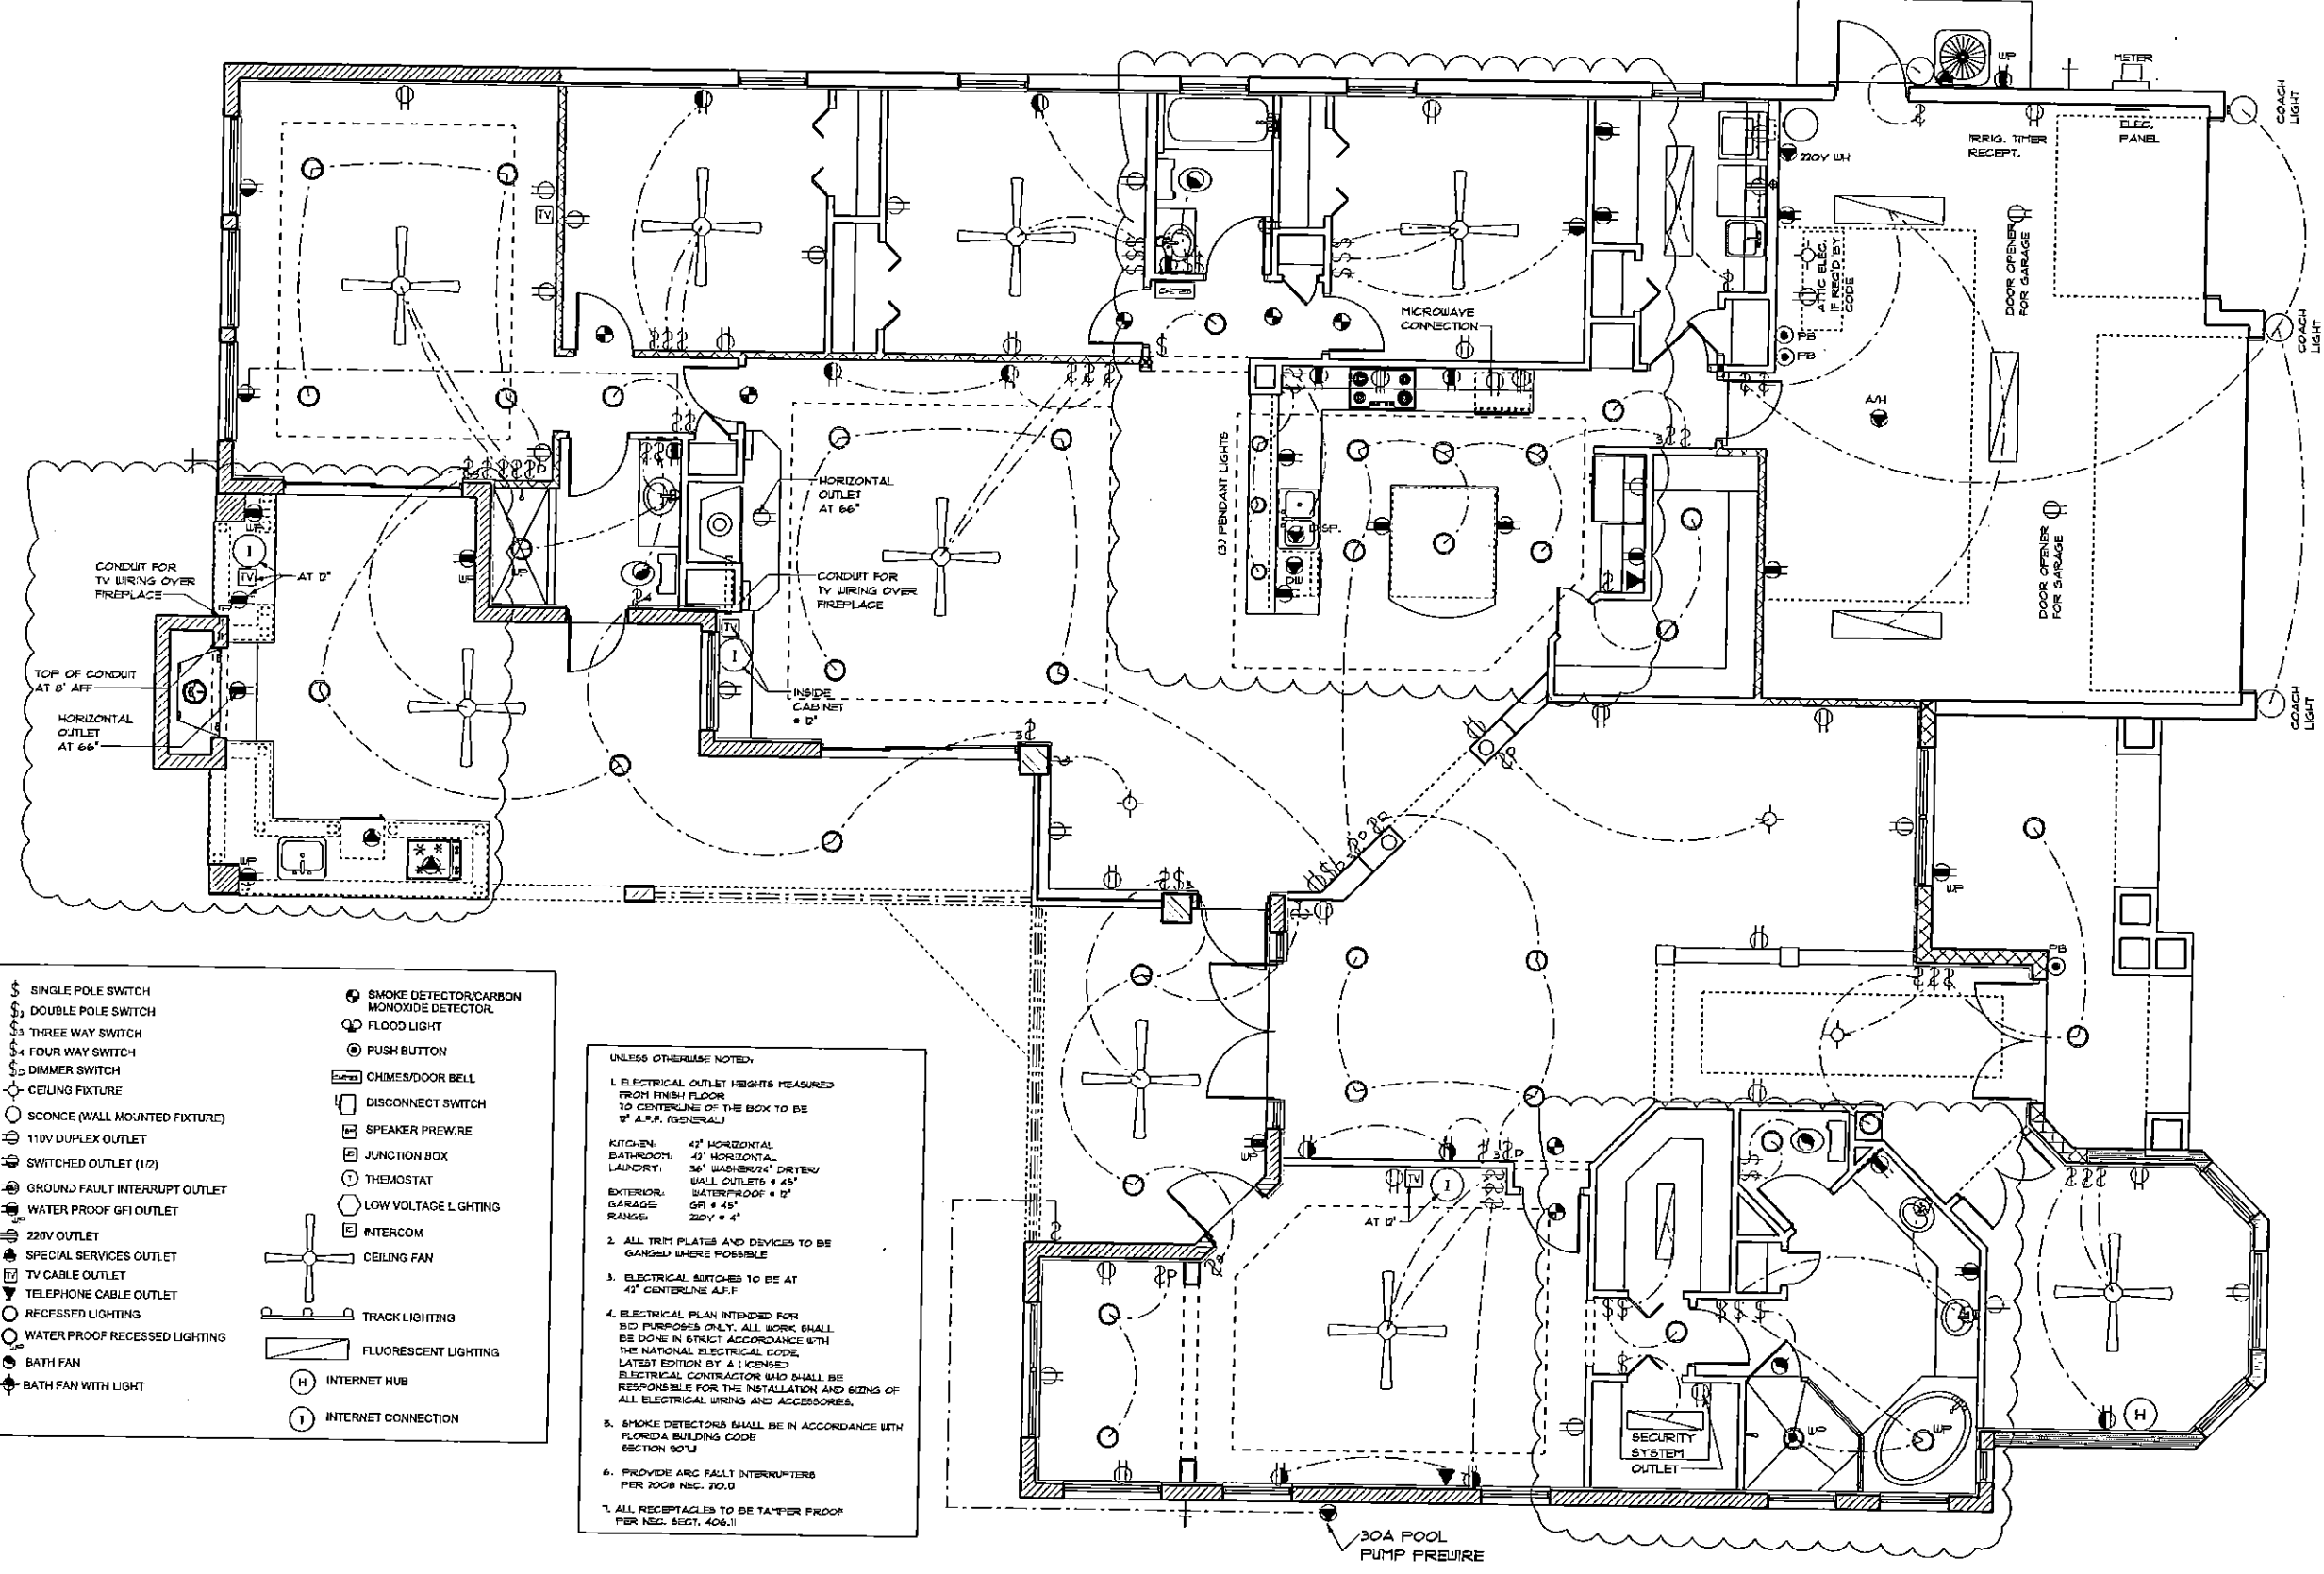 METER
ELEC.
PANEL
IRRIG. TIMER
RECEPT.
WP
COACH
LIGHT
220V WH
TV
CHIMES
MICROWAVE
CONNECTION
ATTIC ELEC.
IF REQ'D BY
CODE
DOOR OPENER
FOR GARAGE
COACH
LIGHT
PB
PB
A/H
(3) PENDANT LIGHTS
DISP.
DW
HORIZONTAL
OUTLET
AT 66"
CONDUIT FOR
TV WIRING OVER
FIREPLACE
AT 12"
I
TV
WP
WP
WP
CONDUIT FOR
TV WIRING OVER
FIREPLACE
TV
I
INSIDE
CABINET
@ 12"
TOP OF CONDUIT
AT 8' AFF
HORIZONTAL
OUTLET
AT 66"
DOOR OPENER
FOR GARAGE
COACH
LIGHT
WP
WP
PB
WP
TV
I
AT 12"
SECURITY
SYSTEM
OUTLET
WP
WP
H
30A POOL
PUMP PREWIRE
SINGLE POLE SWITCH
DOUBLE POLE SWITCH
THREE WAY SWITCH
FOUR WAY SWITCH
DIMMER SWITCH
CEILING FIXTURE
SCONCE (WALL MOUNTED FIXTURE)
110V DUPLEX OUTLET
SWITCHED OUTLET (1/2)
GROUND FAULT INTERRUPT OUTLET
WATER PROOF GFI OUTLET
220V OUTLET
SPECIAL SERVICES OUTLET
TV CABLE OUTLET
TELEPHONE CABLE OUTLET
RECESSED LIGHTING
WATER PROOF RECESSED LIGHTING
BATH FAN
BATH FAN WITH LIGHT
SMOKE DETECTOR/CARBON
MONOXIDE DETECTOR
FLOOD LIGHT
PUSH BUTTON
CHIMES/DOOR BELL
DISCONNECT SWITCH
SPEAKER PREWIRE
JUNCTION BOX
THEMOSTAT
LOW VOLTAGE LIGHTING
INTERCOM
CEILING FAN
TRACK LIGHTING
FLUORESCENT LIGHTING
H INTERNET HUB
I INTERNET CONNECTION
UNLESS OTHERWISE NOTED:
1. ELECTRICAL OUTLET HEIGHTS MEASURED
FROM FINISH FLOOR
TO CENTERLINE OF THE BOX TO BE
12" A.F.F. (GENERAL)
KITCHEN: 42" HORIZONTAL
BATHROOM: 42" HORIZONTAL
LAUNDRY: 36" WASHER/24" DRYER/
WALL OUTLETS @ 45"
EXTERIOR: WATERPROOF @ 12"
GARAGE: GFI @ 45"
RANGE: 220V @ 4"
2. ALL TRIM PLATES AND DEVICES TO BE
GANGED WHERE POSSIBLE
3. ELECTRICAL SWITCHES TO BE AT
42" CENTERLINE A.F.F
4. ELECTRICAL PLAN INTENDED FOR
BID PURPOSES ONLY. ALL WORK SHALL
BE DONE IN STRICT ACCORDANCE WITH
THE NATIONAL ELECTRICAL CODE,
LATEST EDITION BY A LICENSED
ELECTRICAL CONTRACTOR WHO SHALL BE
RESPONSIBLE FOR THE INSTALLATION AND SIZING OF
ALL ELECTRICAL WIRING AND ACCESSORIES.
5. SMOKE DETECTORS SHALL BE IN ACCORDANCE WITH
FLORIDA BUILDING CODE
SECTION
6. PROVIDE ARC FAULT INTERRUPTERS
PER 2008 NEC.
7. ALL RECEPTACLES TO BE TAMPER PROOF
PER NEC. SECT. 406.11